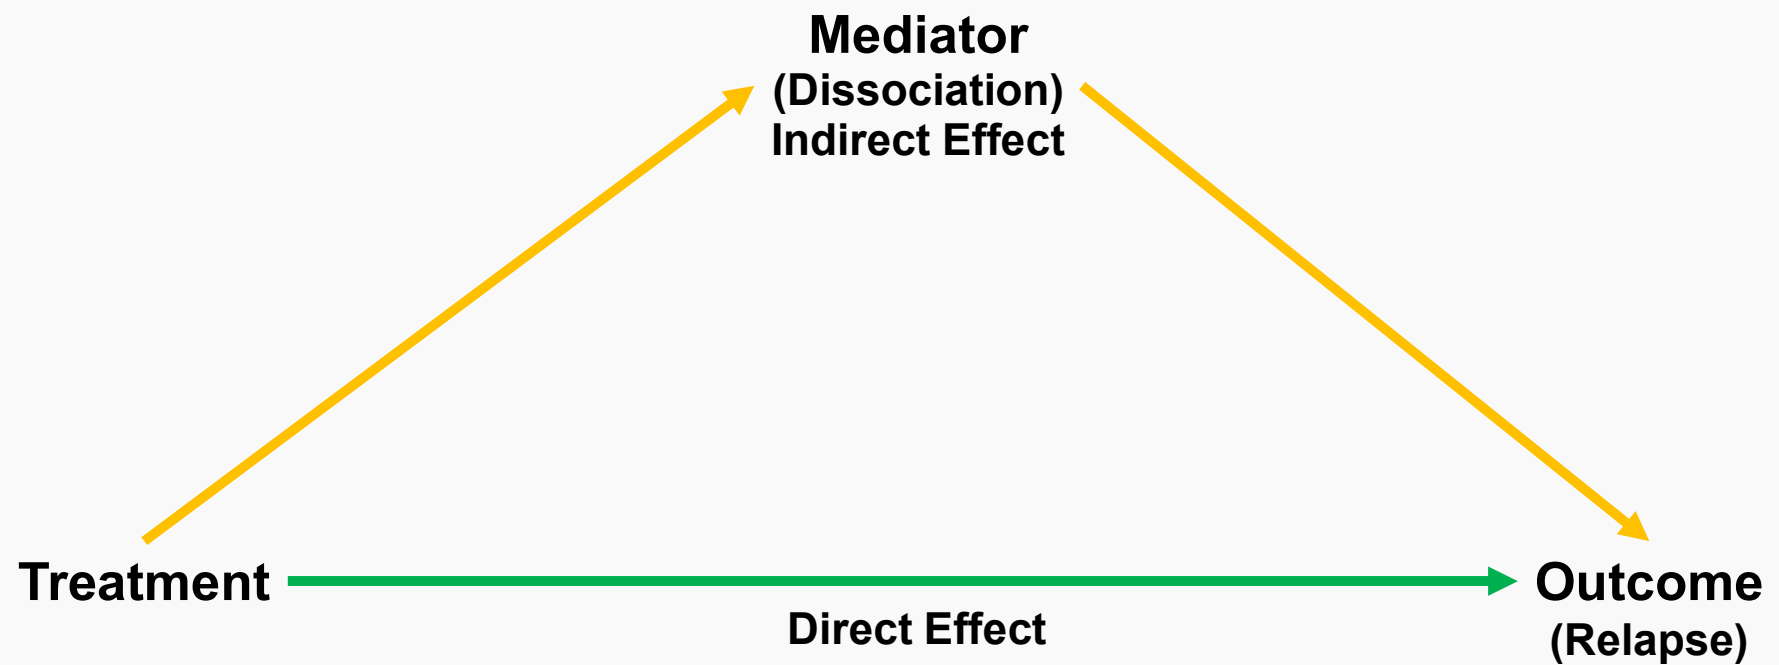 Mediator
(Dissociation)
Indirect Effect
Treatment
Outcome
Direct Effect
(Relapse)